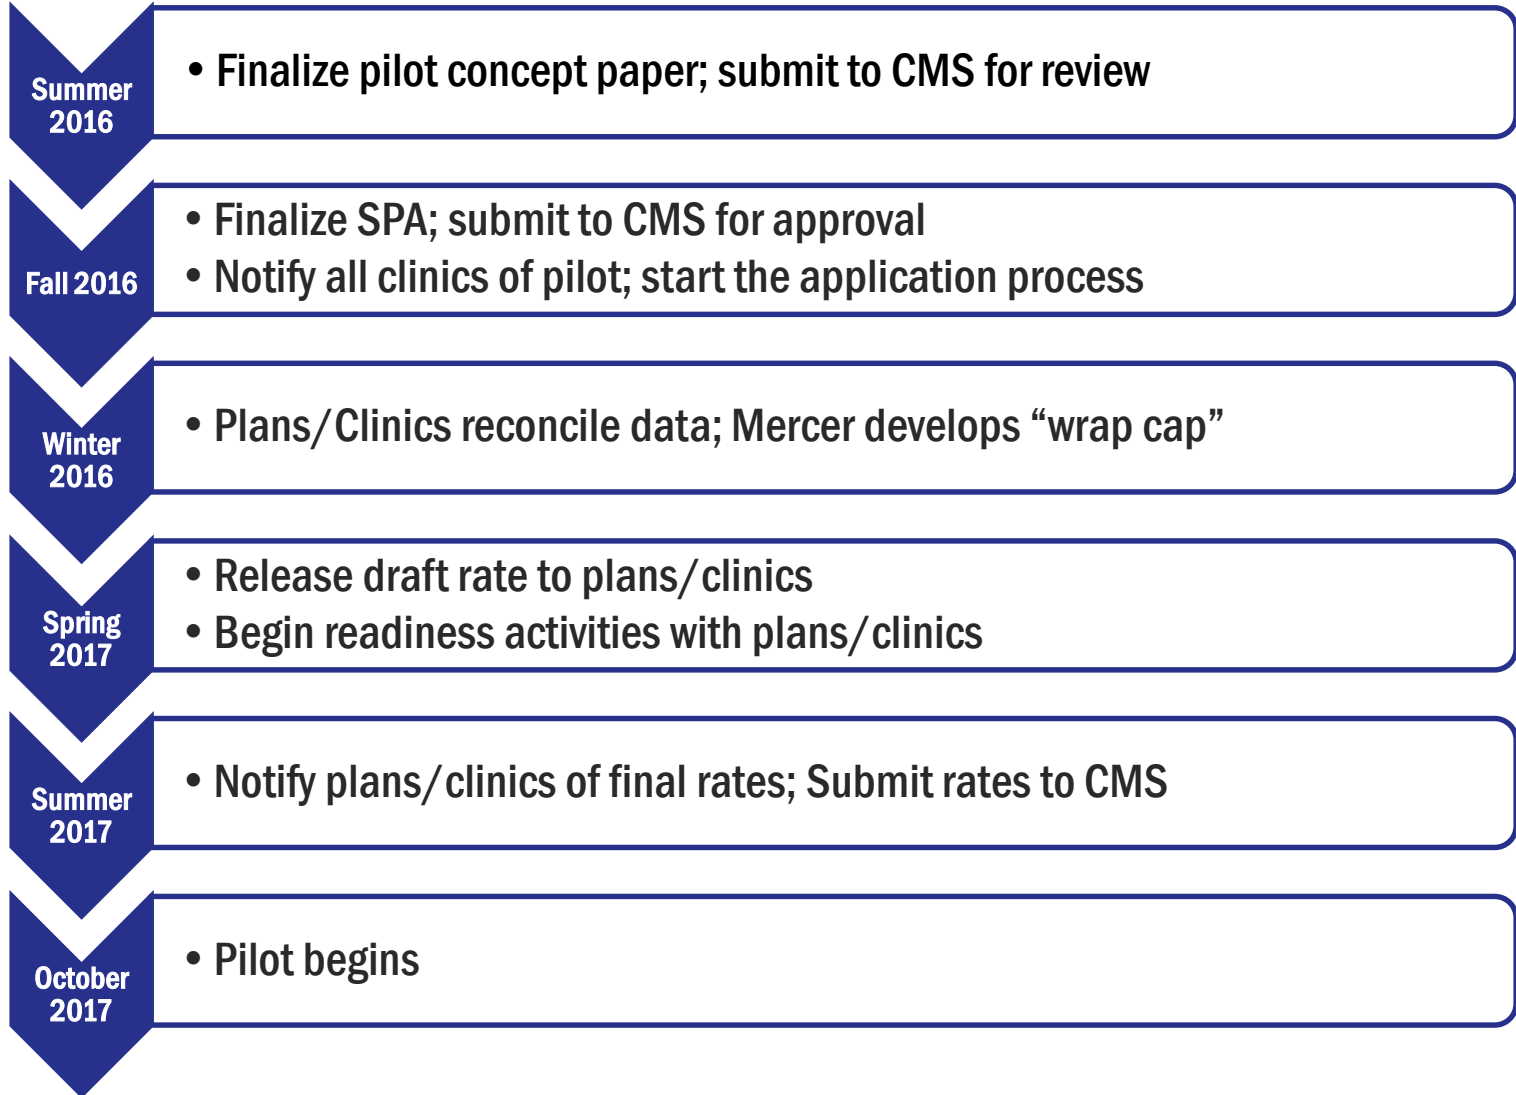 Summer
2016
• Finalize pilot concept paper; submit to CMS for review
Fall 2016
• Finalize SPA; submit to CMS for approval
• Notify all clinics of pilot; start the application process
Winter
2016
• Plans/Clinics reconcile data; Mercer develops “wrap cap”
Spring
2017
• Release draft rate to plans/clinics
• Begin readiness activities with plans/clinics
Summer
2017
• Notify plans/clinics of final rates; Submit rates to CMS
October
2017
• Pilot begins